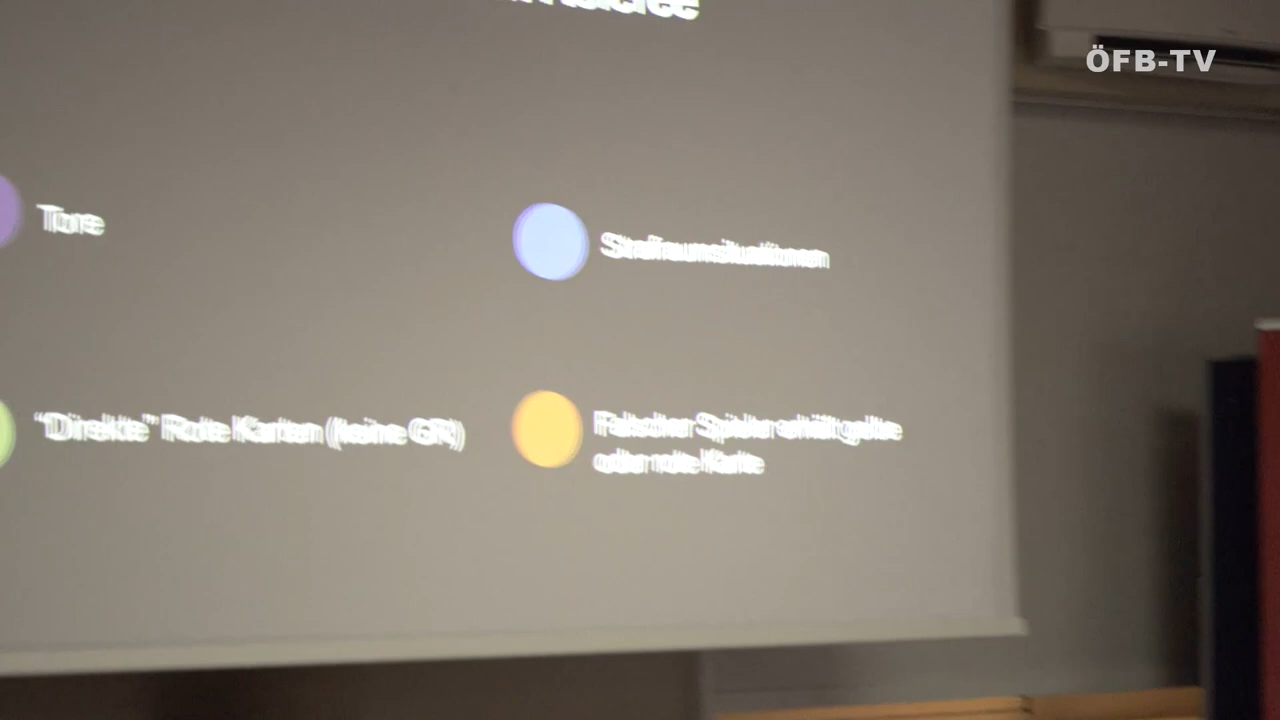 ÖFB-TV
Tore
Strafraumsituationen
"Direkte" Rote Karten (keine GR)
Falscher Spieler erhält gelbe
oder rote Karte